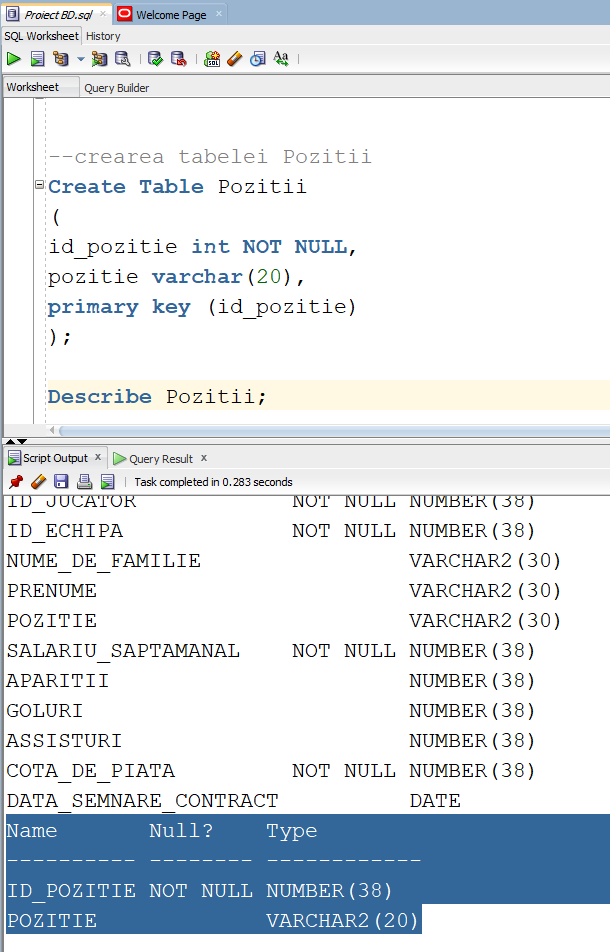 Proiect BD.sql × Welcome Page ×
SQL Worksheet History
Aa
Worksheet Query Builder
--crearea tabelei Pozitii
Create Table Pozitii
(
id_pozitie int NOT NULL,
pozitie varchar(20),
primary key (id_pozitie)
);
Describe Pozitii;
Script Output × Query Result ×
Task completed in 0.283 seconds
ID_JUCATOR NOT NULL NUMBER(38)
ID_ECHIPA NOT NULL NUMBER(38)
NUME_DE_FAMILIE VARCHAR2(30)
PRENUME VARCHAR2(30)
POZITIE VARCHAR2(30)
SALARIU_SAPTAMANAL NOT NULL NUMBER(38)
APARITII NUMBER(38)
GOLURI NUMBER(38)
ASSISTURI NUMBER(38)
COTA_DE_PIATA NOT NULL NUMBER(38)
DATA_SEMNARE_CONTRACT DATE
Name Null? Type
---------- -------- ------------
ID_POZITIE NOT NULL NUMBER(38)
POZITIE VARCHAR2(20)